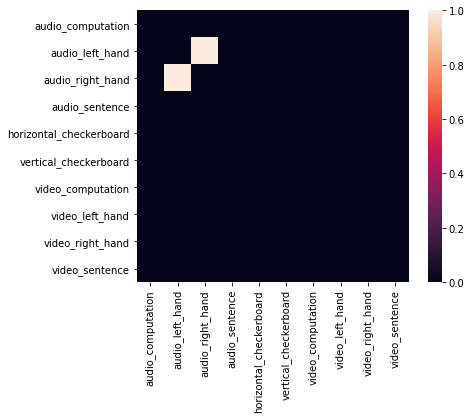 audio_computation
audio_left_hand
audio_right_hand
audio_sentence
horizontal_checkerboard
vertical_checkerboard
video_computation
video_left_hand
video_right_hand
video_sentence
audio_computation
audio_left_hand
audio_right_hand
audio_sentence
horizontal_checkerboard
vertical_checkerboard
video_computation
video_left_hand
video_right_hand
video_sentence
1.0
0.8
0.6
0.4
0.2
0.0